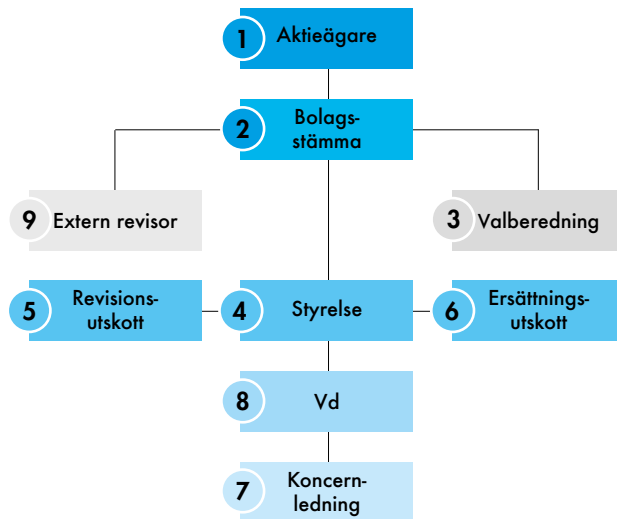 1 Aktieägare
2 Bolags-
stämma
9 Extern revisor
3 Valberedning
5 Revisions-
utskott
4 Styrelse
6 Ersättnings-
utskott
8 Vd
7 Koncern-
ledning